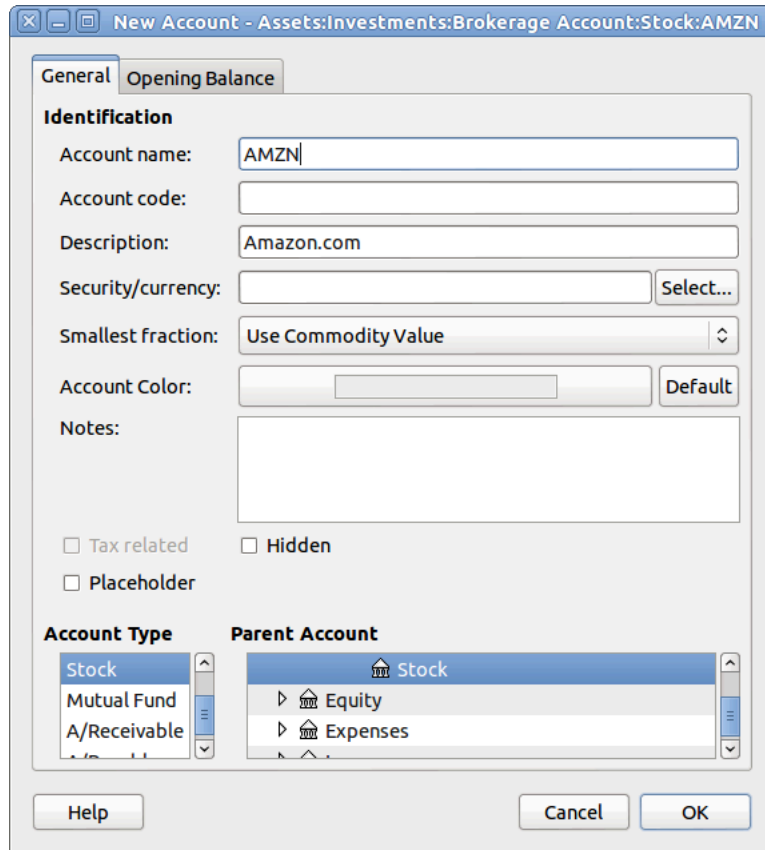 New Account - Assets:Investments:Brokerage Account:Stock:AMZN
General Opening Balance
Identification
Account name: AMZN
Account code:
Description: Amazon.com
Security/currency: Select...
Smallest fraction: Use Commodity Value
Account Color: Default
Notes:
Tax related Hidden
Placeholder
Account Type Parent Account
Stock Stock
Mutual Fund Equity
A/Receivable Expenses
Help Cancel OK